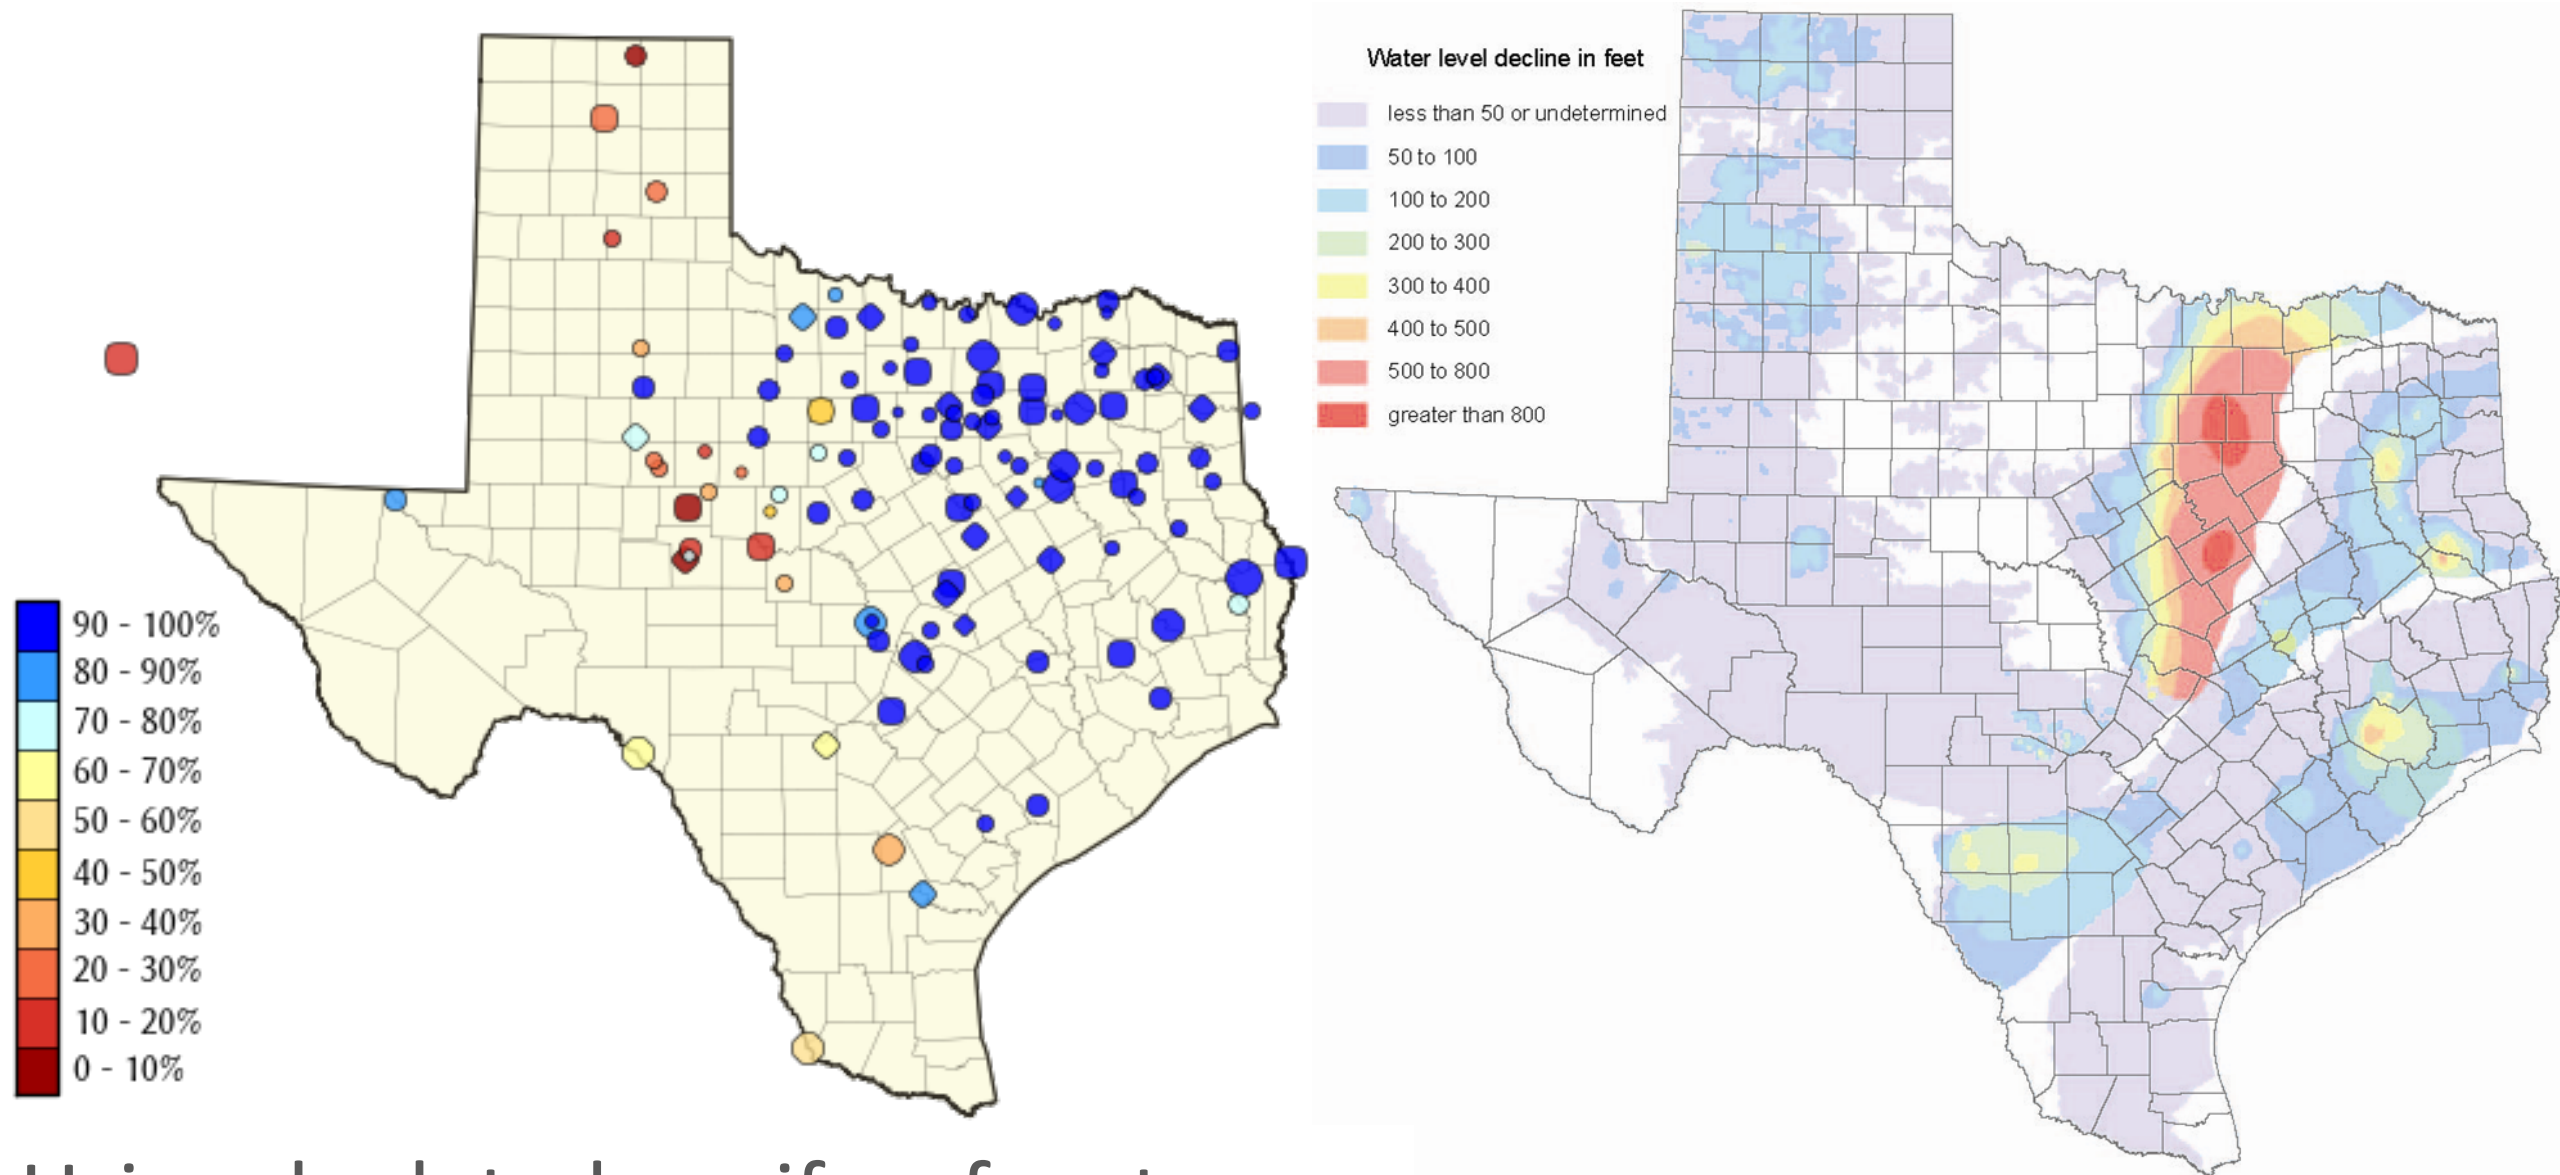 90 - 100%
80 - 90%
70 - 80%
60 - 70%
50 - 60%
40 - 50%
30 - 40%
20 - 30%
10 - 20%
0 - 10%
Water level decline in feet
less than 50 or undetermined
50 to 100
100 to 200
200 to 300
300 to 400
400 to 500
500 to 800
greater than 800